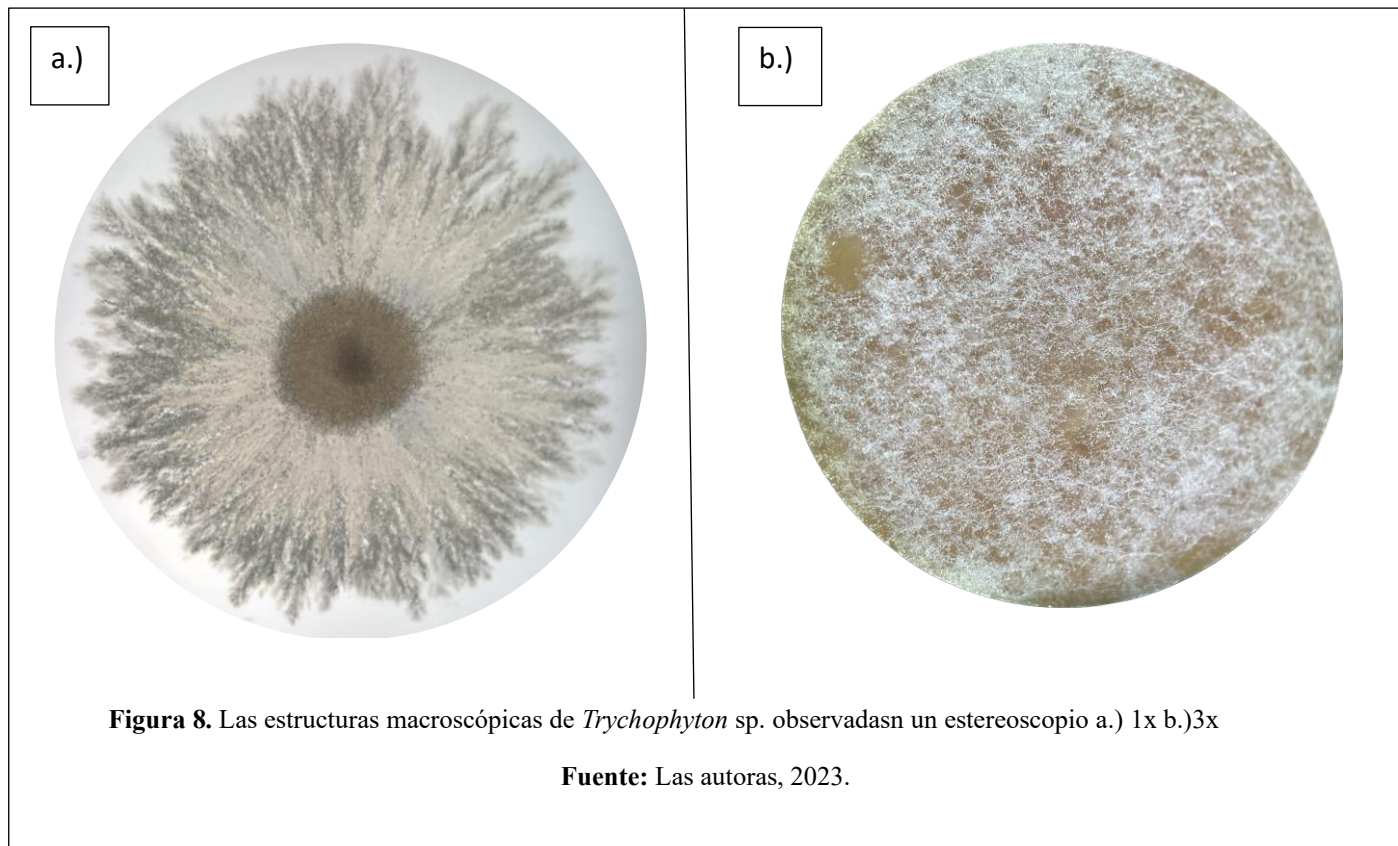 a.)
b.)
Figura 8. Las estructuras macroscópicas de Trychophyton sp. observadasn un estereoscopio a.) 1x b.)3x
Fuente: Las autoras, 2023.